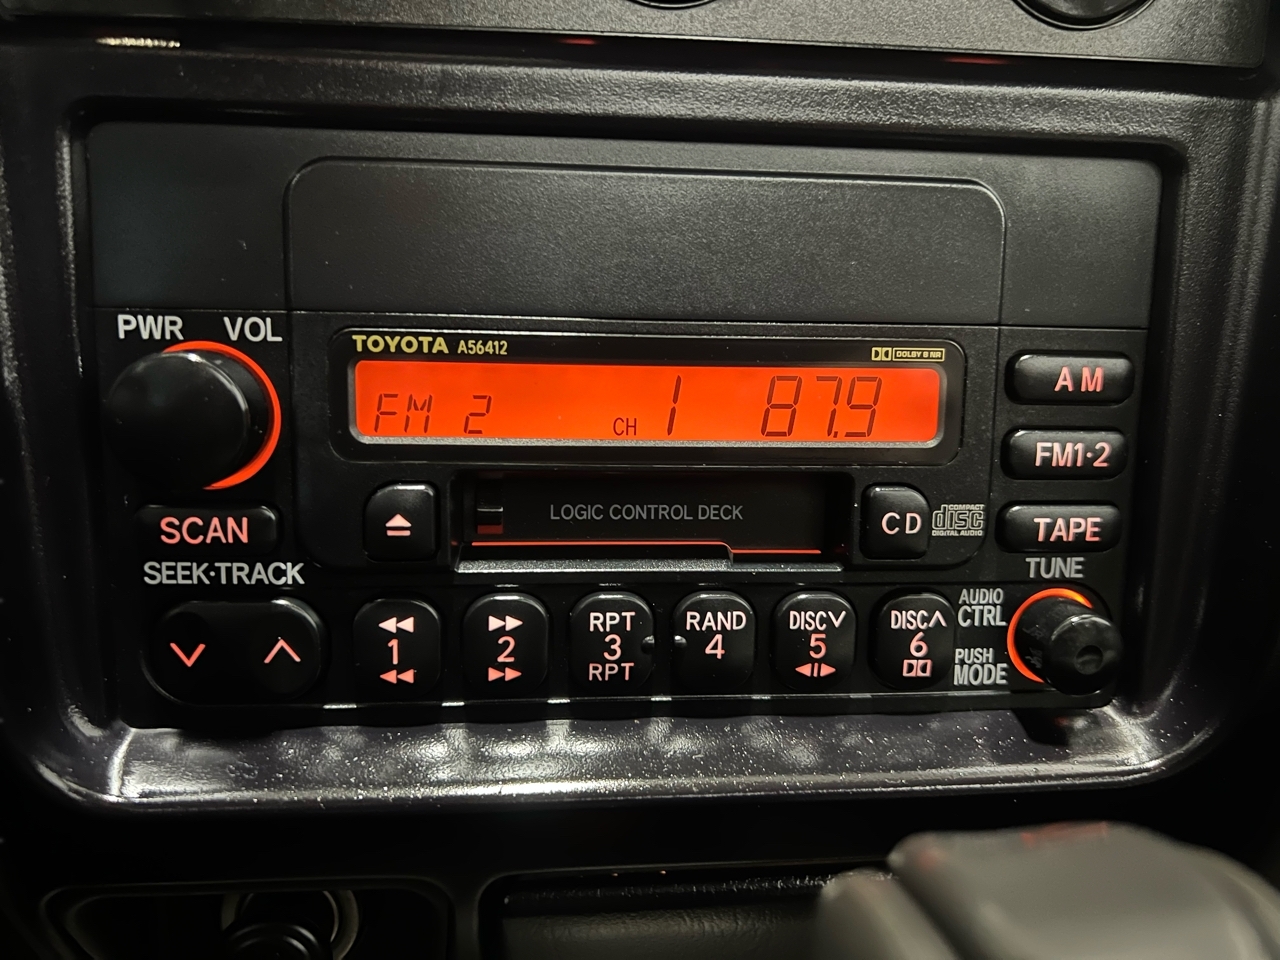 PWR VOL
TOYOTA A56412
DOLBY B NR
FM 2 CH 1 87.9
AM
FM1·2
SCAN
LOGIC CONTROL DECK
CD
COMPACT
disc
DIGITAL AUDIO
TAPE
SEEK·TRACK
TUNE
1
2
RPT
3
RPT
RAND
4
DISC
5
DISC
6
AUDIO
CTRL
PUSH
MODE